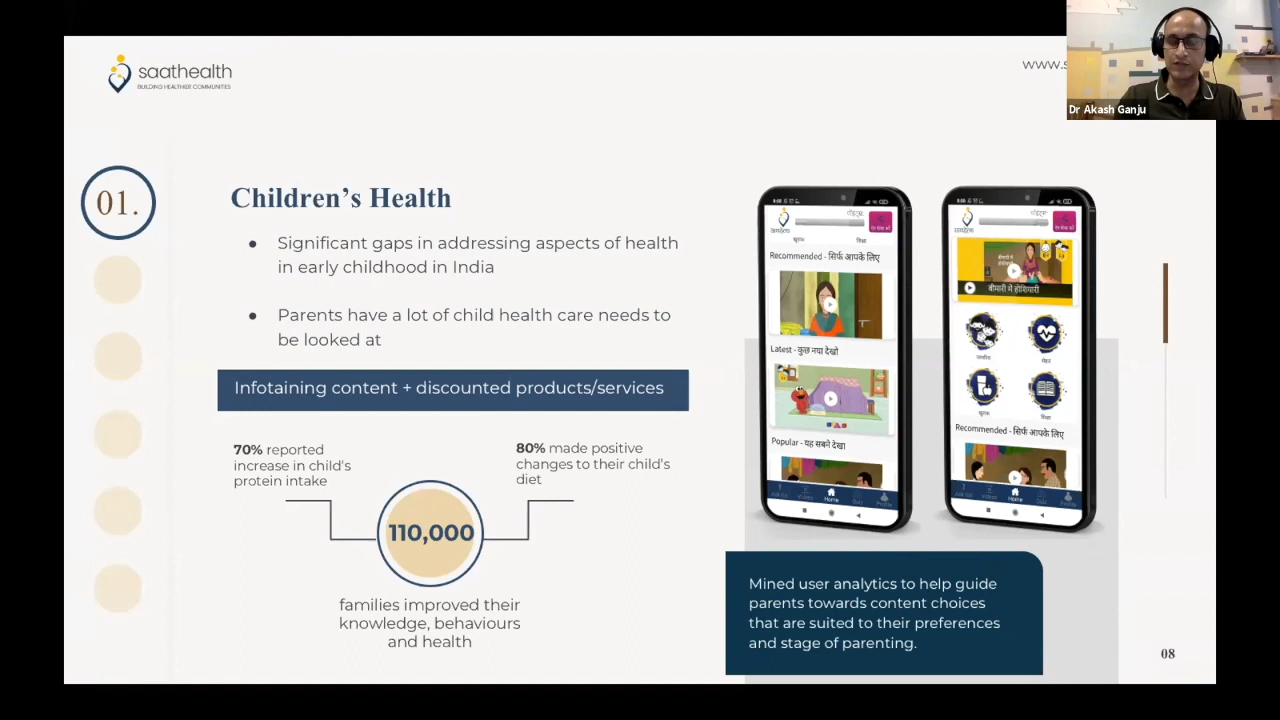 saathealth
BUILDING HEALTHIER COMMUNITIES
www.s
Dr Akash Ganju
01.
Children's Health
● Significant gaps in addressing aspects of health
in early childhood in India
● Parents have a lot of child health care needs to
be looked at
Infotaining content + discounted products/services
70% reported
increase in child's
protein intake
80% made positive
changes to their child's
diet
110,000
families improved their
knowledge, behaviours
and health
Recommended - सिर्फ आपके लिए
Latest - कुछ नया देखो
Popular - यह सबने देखा
Home
बीमारी में होशियारी
सेहत
खुराक
शिक्षा
Recommended - सिर्फ आपके लिए
Home
Mined user analytics to help guide
parents towards content choices
that are suited to their preferences
and stage of parenting.
08